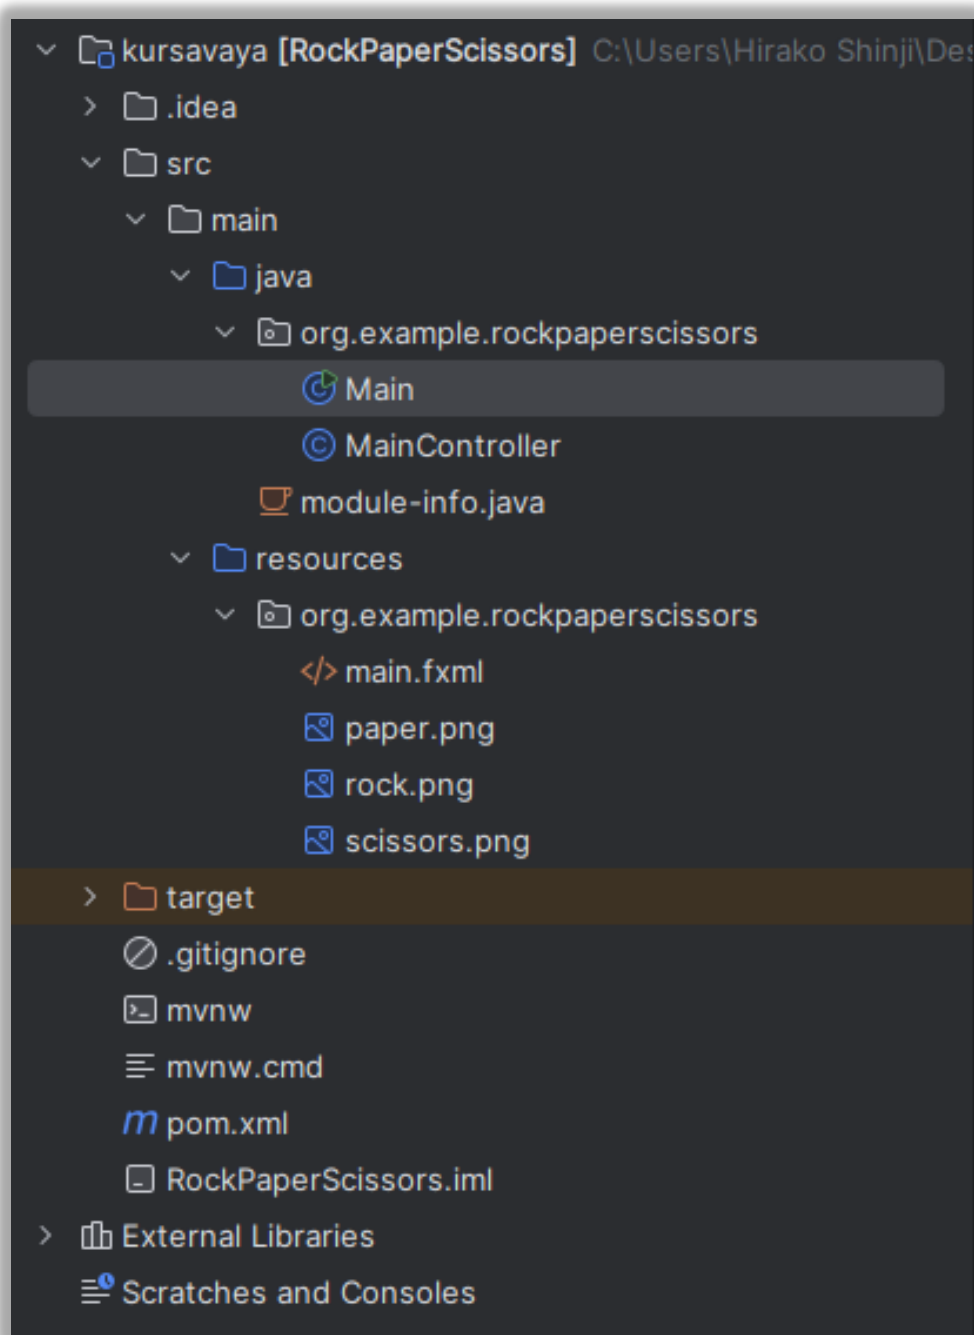 kursavaya [RockPaperScissors] C:\Users\Hirako Shinji\Des
.idea
src
main
java
org.example.rockpaperscissors
Main
MainController
module-info.java
resources
org.example.rockpaperscissors
main.fxml
paper.png
rock.png
scissors.png
target
.gitignore
mvnw
mvnw.cmd
pom.xml
RockPaperScissors.iml
External Libraries
Scratches and Consoles